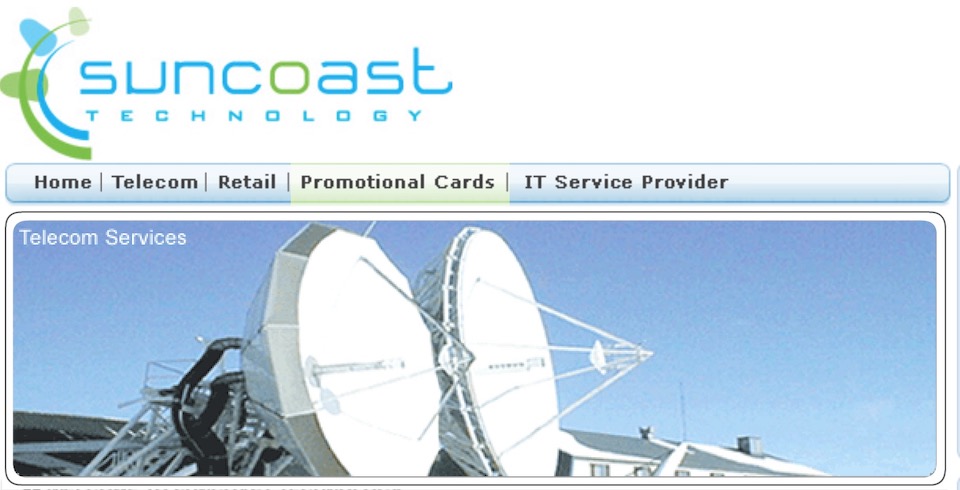 suncoast
TECHNOLOGY
Home | Telecom | Retail | Promotional Cards | IT Service Provider
Telecom Services